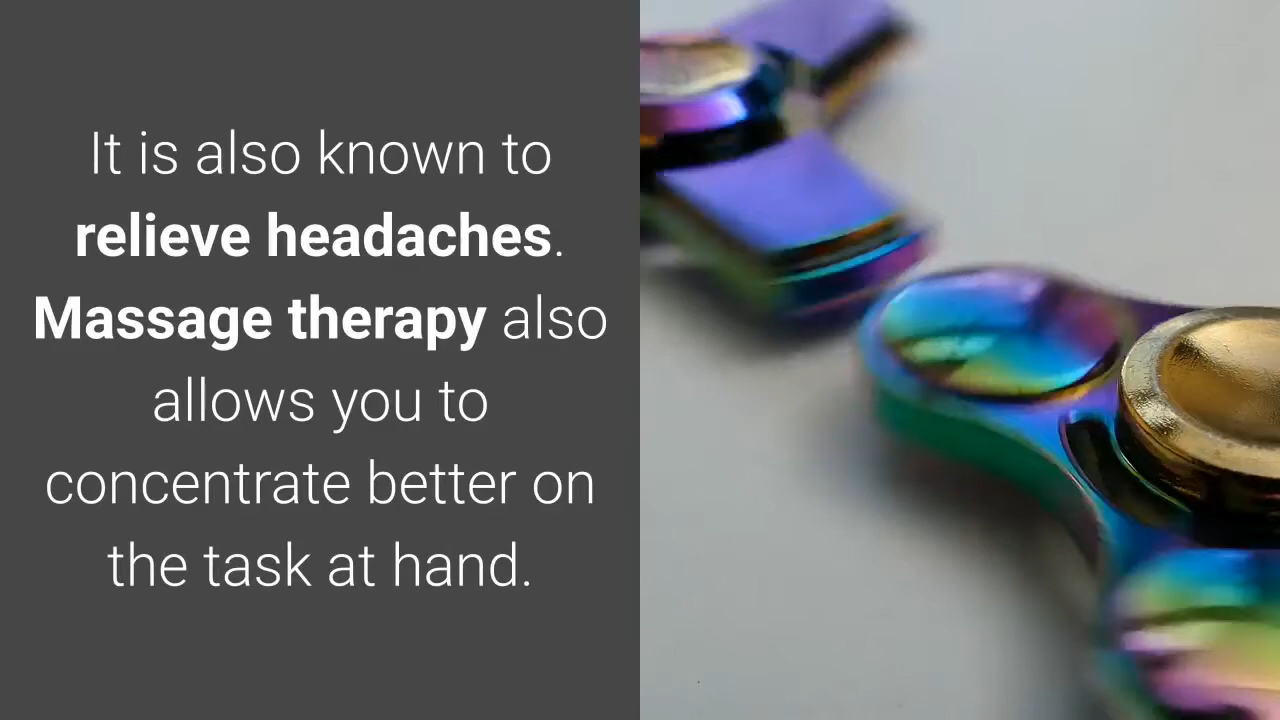 It is also known to
relieve headaches.
Massage therapy also
allows you to
concentrate better on
the task at hand.